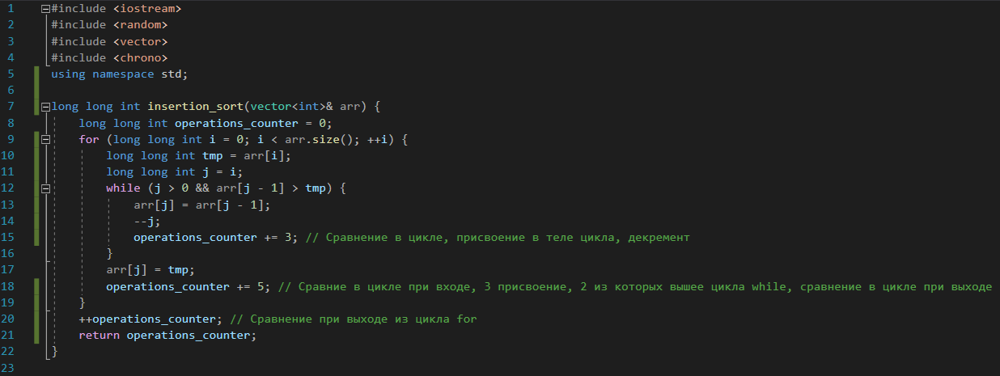 1 #include <iostream>
2 #include <random>
3 #include <vector>
4 #include <chrono>
5 using namespace std;
6
7 long long int insertion_sort(vector<int>& arr) {
8 long long int operations_counter = 0;
9 for (long long int i = 0; i < arr.size(); ++i) {
10 long long int tmp = arr[i];
11 long long int j = i;
12 while (j > 0 && arr[j - 1] > tmp) {
13 arr[j] = arr[j - 1];
14 --j;
15 operations_counter += 3; // Сравнение в цикле, присвоение в теле цикла, декремент
16 }
17 arr[j] = tmp;
18 operations_counter += 5; // Сравние в цикле при входе, 3 присвоение, 2 из которых вышее цикла while, сравнение в цикле при выходе
19 }
20 ++operations_counter; // Сравнение при выходе из цикла for
21 return operations_counter;
22 }
23